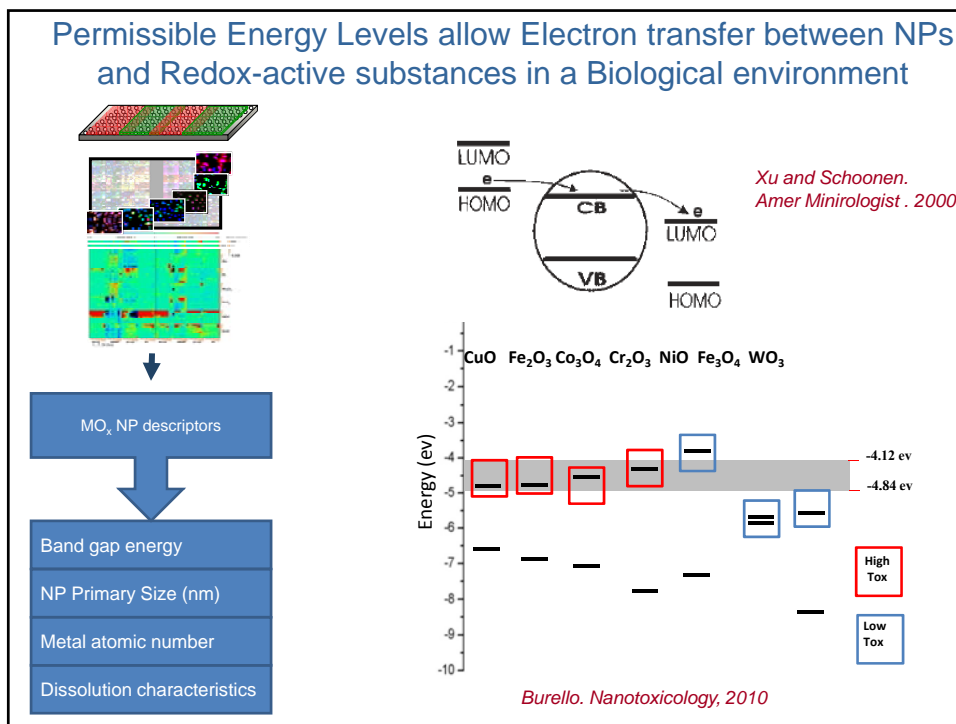 Permissible Energy Levels allow Electron transfer between NPs
and Redox-active substances in a Biological environment
LUMO
e
HOMO
CB
VB
e
LUMO
HOMO
Xu and Schoonen.
Amer Minirologist . 2000
MOₓ NP descriptors
Band gap energy
NP Primary Size (nm)
Metal atomic number
Dissolution characteristics
CuO Fe₂O₃ Co₃O₄ Cr₂O₃ NiO Fe₃O₄ WO₃
Energy (ev)
-1
-2
-3
-4
-5
-6
-7
-8
-9
-10
-4.12 ev
-4.84 ev
High
Tox
Low
Tox
Burello. Nanotoxicology, 2010